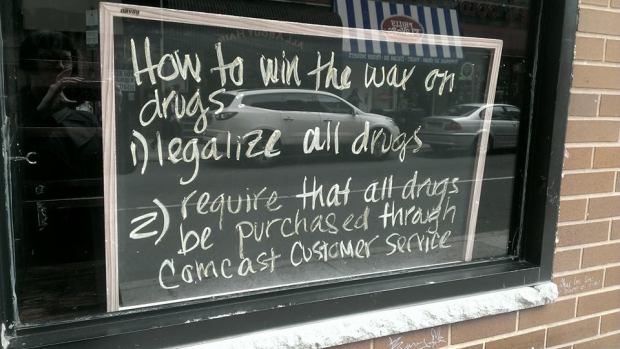 How to win the war on
drugs
1) legalize all drugs
2) require that all drugs
be purchased through
Comcast Customer Service